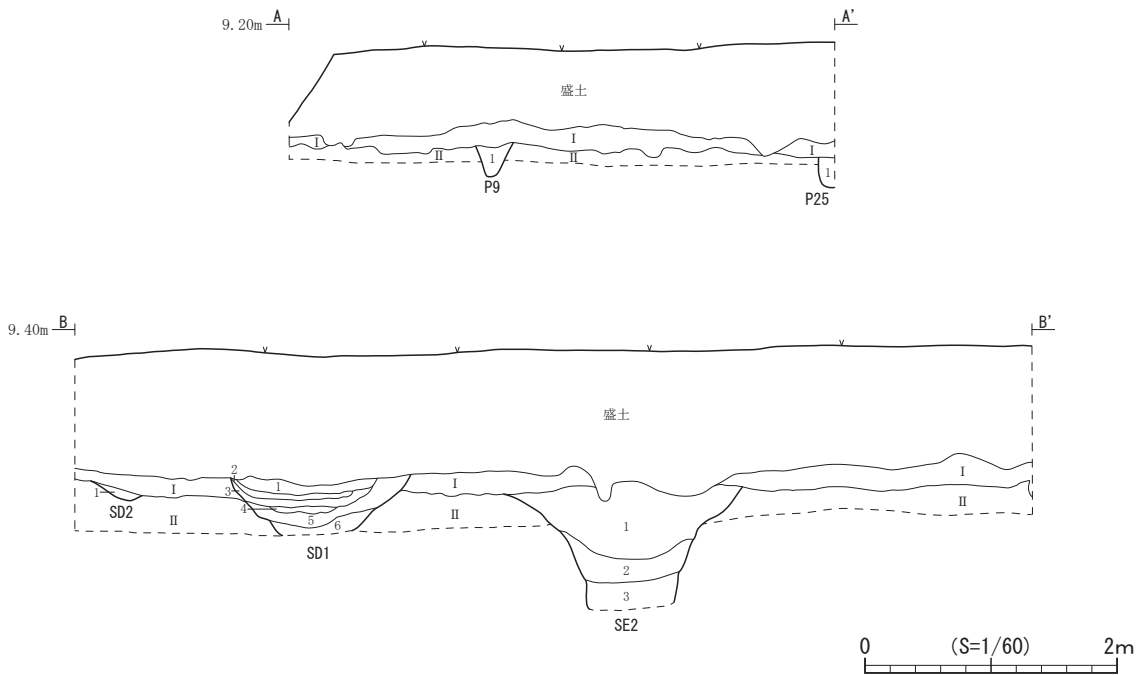 9.20m A A'
盛土
I I I
II II
1 1
P9
P25
9.40m B B'
盛土
I I I
II II II
1
SD2
2
1
3
4
5 6
SD1
1
2
3
SE2
0 (S=1/60) 2m